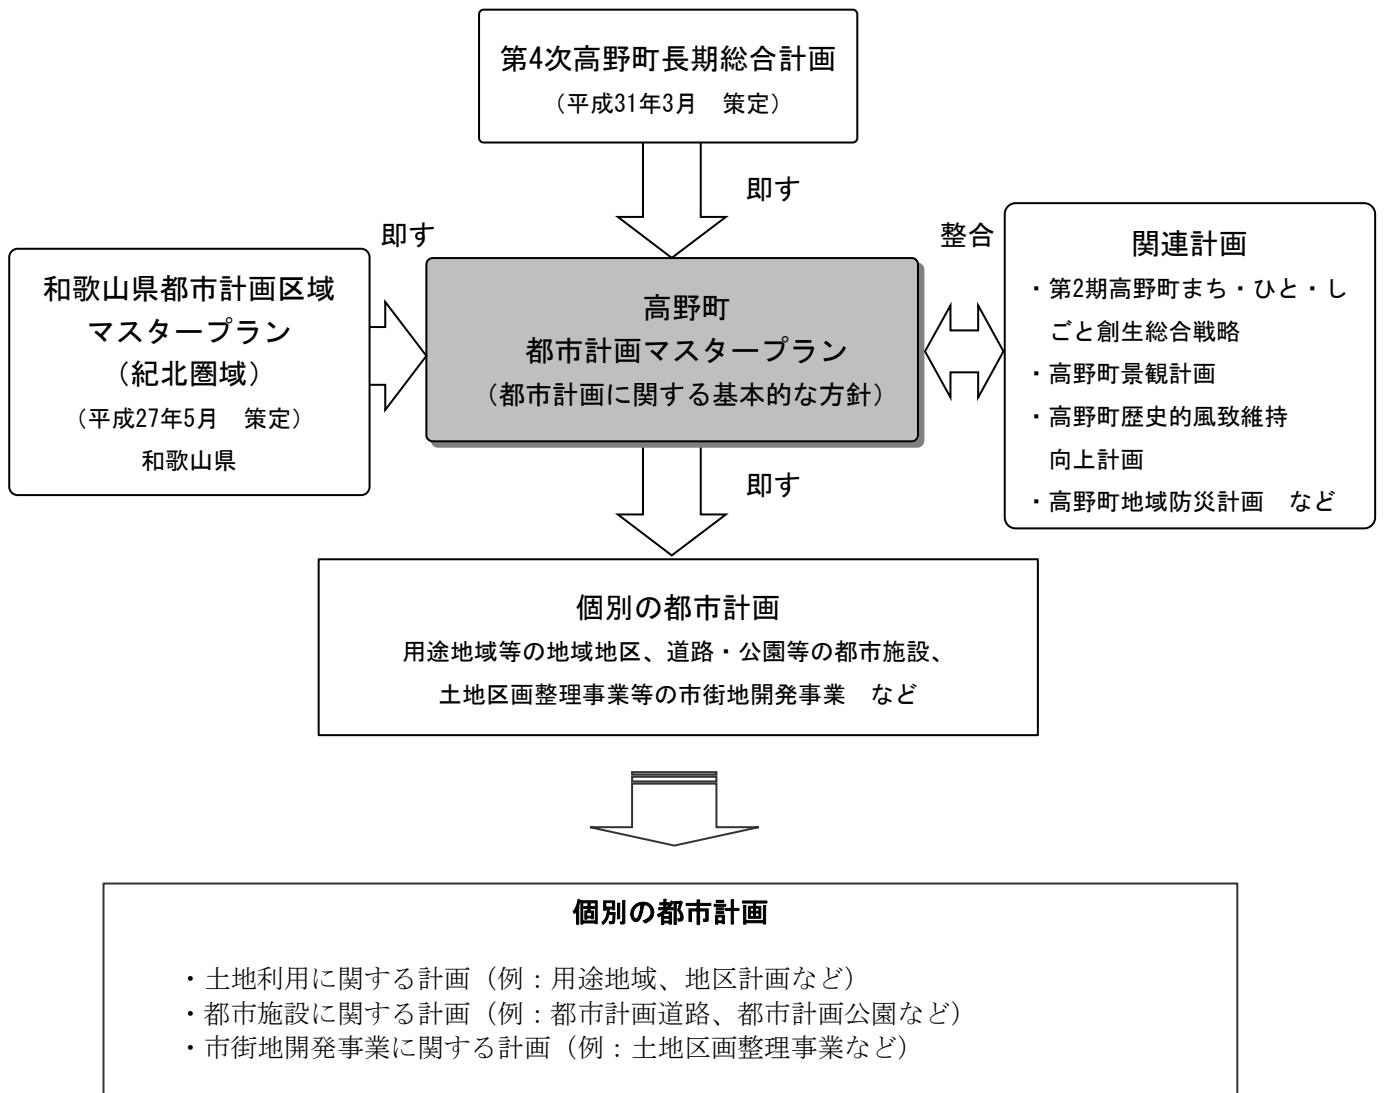 第4次高野町長期総合計画
（平成31年3月　策定）
即す
即す
整合
和歌山県都市計画区域
マスタープラン
（紀北圏域）
（平成27年5月　策定）
和歌山県
高野町
都市計画マスタープラン
（都市計画に関する基本的な方針）
関連計画
・第2期高野町まち・ひと・し
ごと創生総合戦略
・高野町景観計画
・高野町歴史的風致維持
向上計画
・高野町地域防災計画　など
即す
個別の都市計画
用途地域等の地域地区、道路・公園等の都市施設、
土地区画整理事業等の市街地開発事業　など
個別の都市計画
・土地利用に関する計画（例：用途地域、地区計画など）
・都市施設に関する計画（例：都市計画道路、都市計画公園など）
・市街地開発事業に関する計画（例：土地区画整理事業など）